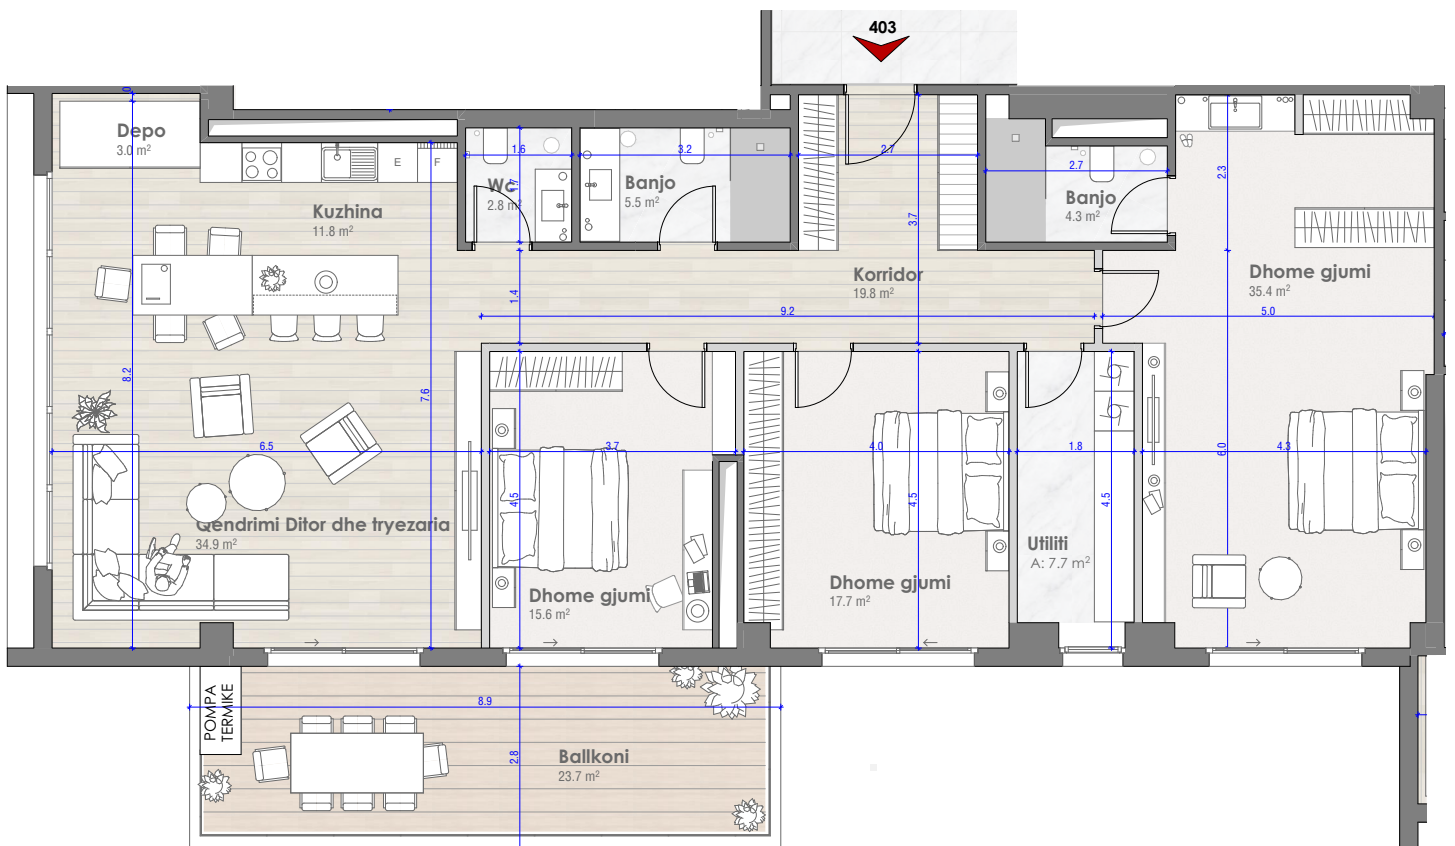 403
0
Depo
3.0 m²
E
F
1.6
3.2
2.7
Wc
1.7
2.8 m²
Banjo
5.5 m²
2.7
Banjo
4.3 m²
2.3
Kuzhina
11.8 m²
3.7
Korridor
19.8 m²
Dhome gjumi
35.4 m²
1.4
9.2
5.0
8.2
7.6
6.5
3.7
4.0
1.8
6.0
4.3
4.5
4.5
4.5
Qendrimi Ditor dhe tryezaria
34.9 m²
Utiliti
A: 7.7 m²
Dhome gjumi
15.6 m²
Dhome gjumi
17.7 m²
POMPA
TERMIKE
8.9
2.8
Ballkoni
23.7 m²